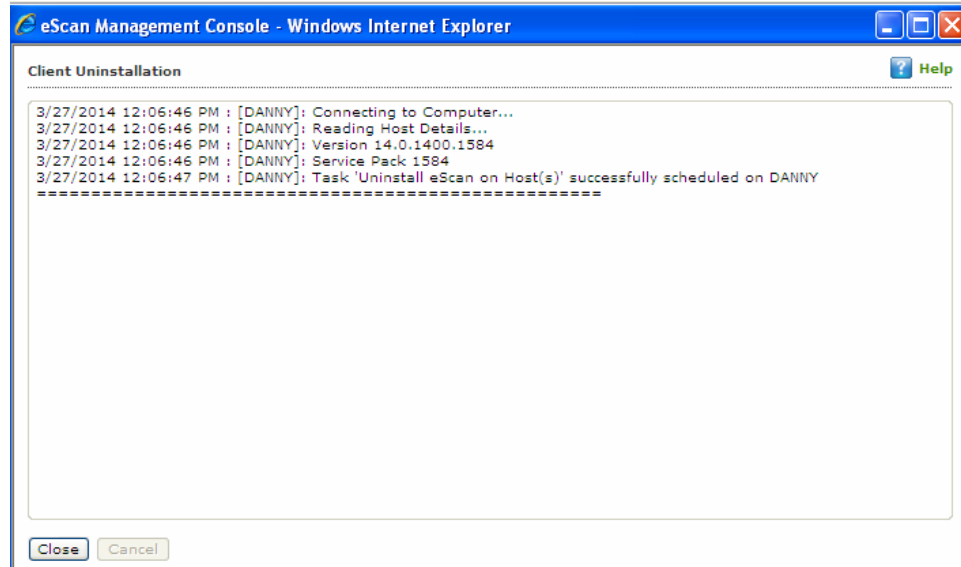 eScan Management Console - Windows Internet Explorer
Client Uninstallation
? Help
3/27/2014 12:06:46 PM : [DANNY]: Connecting to Computer...
3/27/2014 12:06:46 PM : [DANNY]: Reading Host Details...
3/27/2014 12:06:46 PM : [DANNY]: Version 14.0.1400.1584
3/27/2014 12:06:46 PM : [DANNY]: Service Pack 1584
3/27/2014 12:06:47 PM : [DANNY]: Task 'Uninstall eScan on Host(s)' successfully scheduled on DANNY
====================================================
Close Cancel